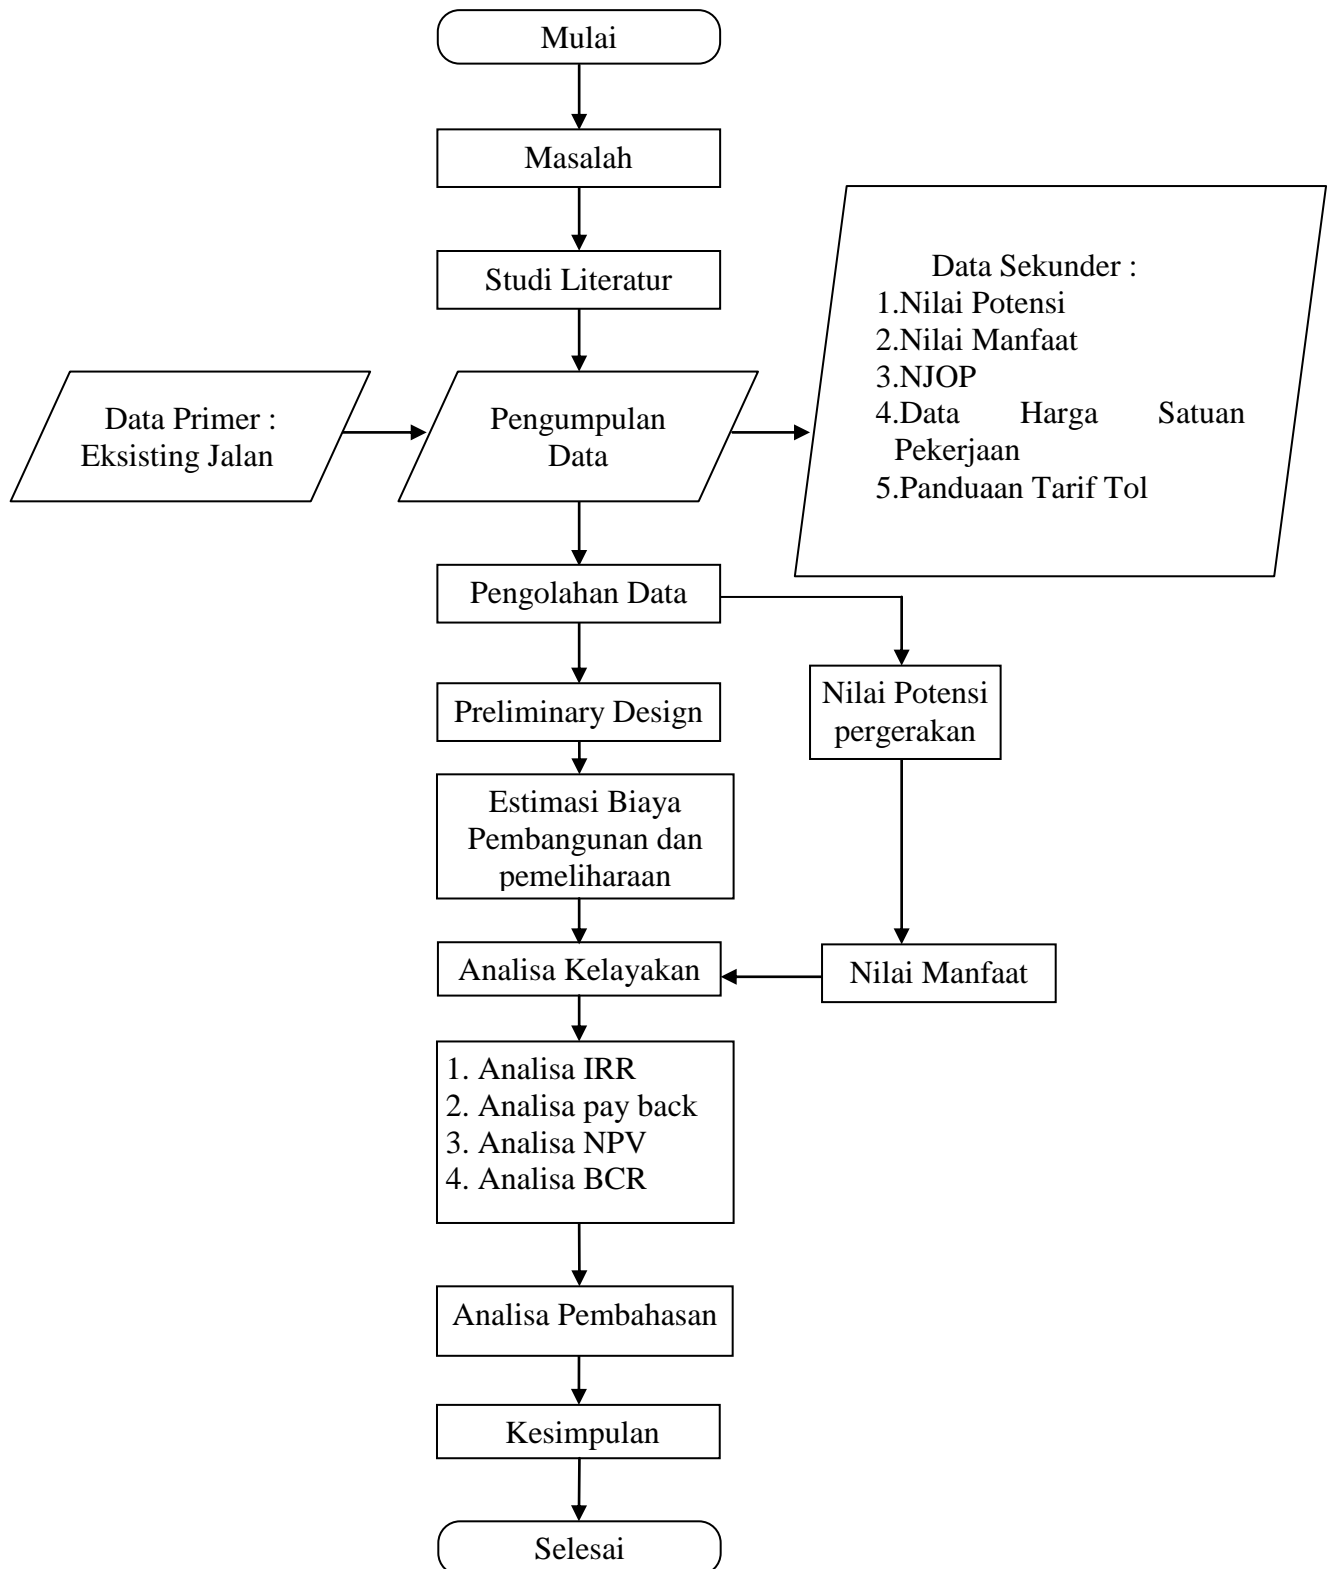 Mulai
Masalah
Studi Literatur
Data Primer :
Eksisting Jalan
Pengumpulan
Data
Data Sekunder :
1.Nilai Potensi
2.Nilai Manfaat
3.NJOP
4.Data Harga Satuan
Pekerjaan
5.Panduaan Tarif Tol
Pengolahan Data
Preliminary Design
Nilai Potensi
pergerakan
Estimasi Biaya
Pembangunan dan
pemeliharaan
Analisa Kelayakan
Nilai Manfaat
1. Analisa IRR
2. Analisa pay back
3. Analisa NPV
4. Analisa BCR
Analisa Pembahasan
Kesimpulan
Selesai